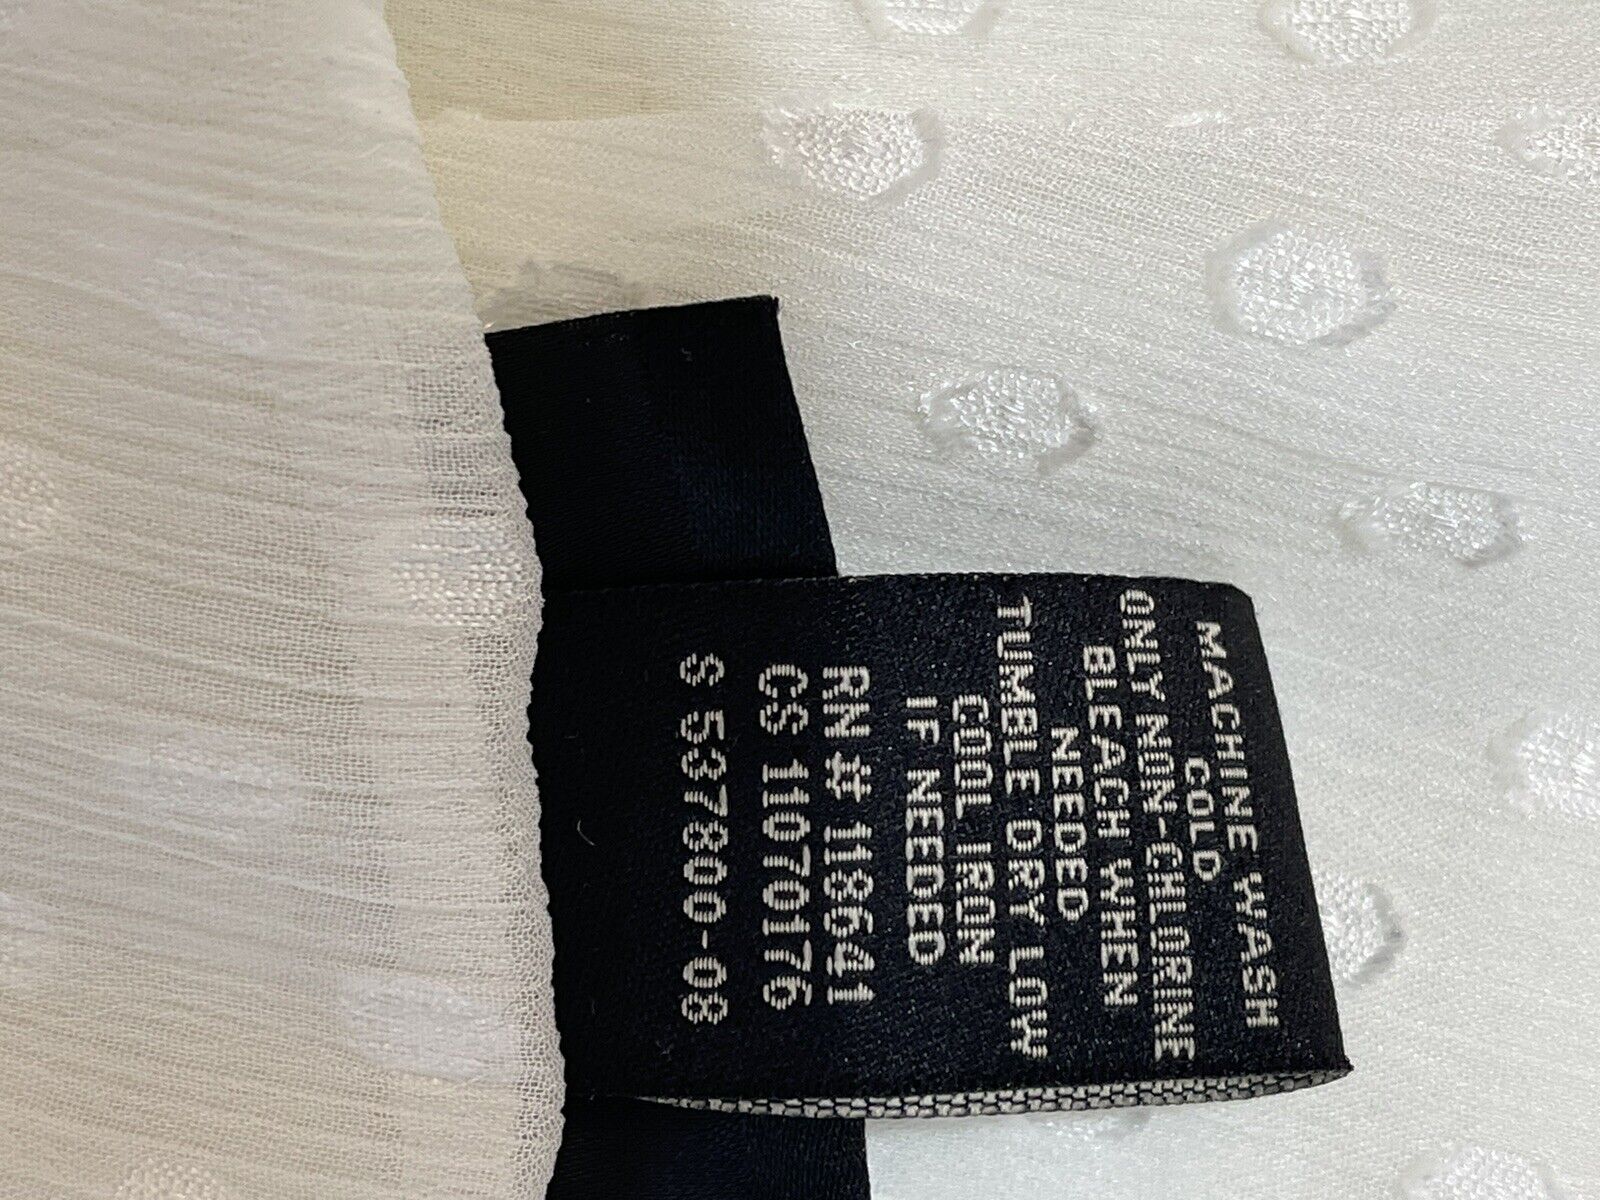 MACHINE WASH
COLD
ONLY NON-CHLORINE
BLEACH WHEN
NEEDED
TUMBLE DRY LOW
COOL IRON
IF NEEDED
RN # 118641
CS 11070176
S 537800-08